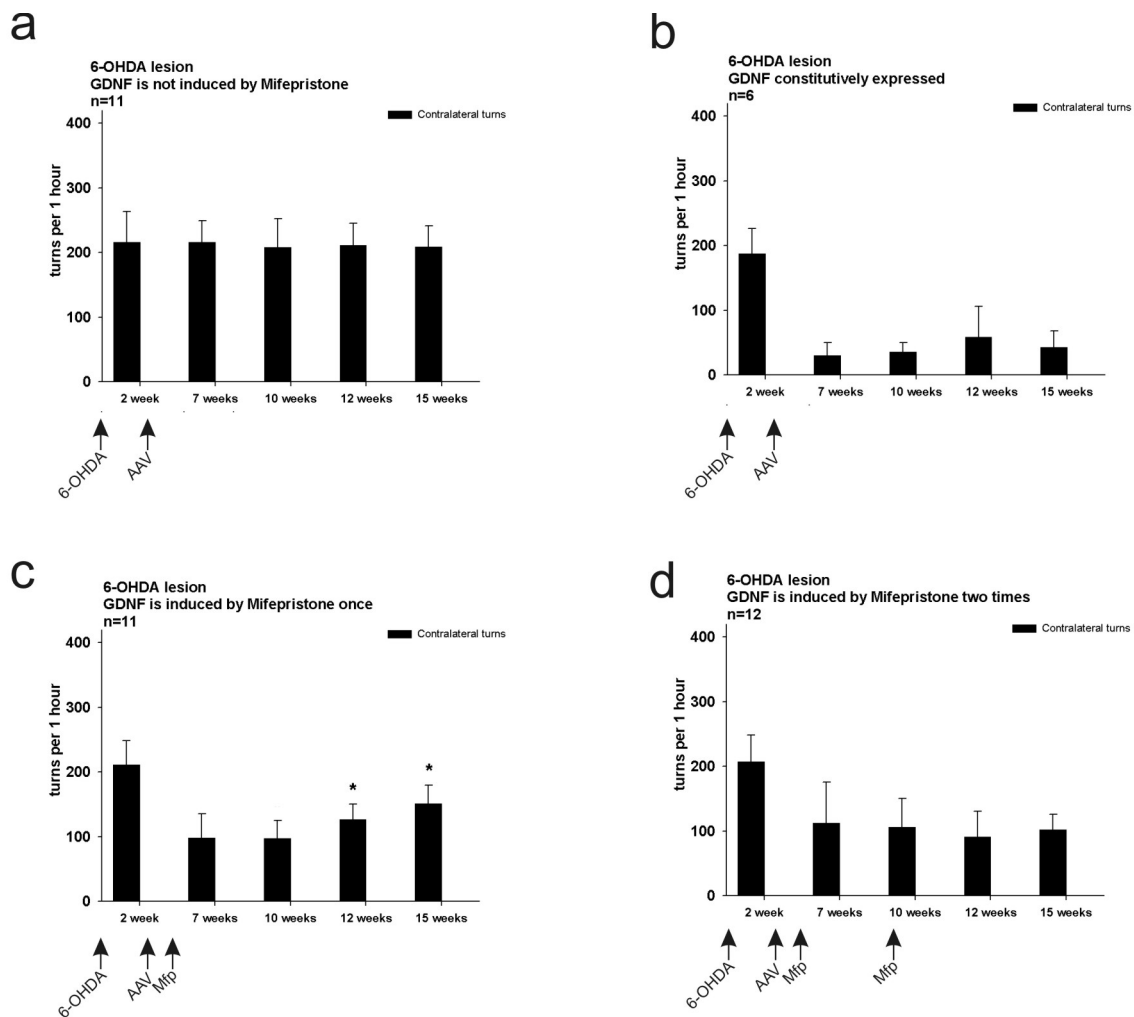 a
6-OHDA lesion
GDNF is not induced by Mifepristone
n=11
Contralateral turns
turns per 1 hour
400
300
200
100
0
2 week 7 weeks 10 weeks 12 weeks 15 weeks
6-OHDA AAV
b
6-OHDA lesion
GDNF constitutively expressed
n=6
Contralateral turns
turns per 1 hour
400
300
200
100
0
2 week 7 weeks 10 weeks 12 weeks 15 weeks
6-OHDA AAV
c
6-OHDA lesion
GDNF is induced by Mifepristone once
n=11
Contralateral turns
turns per 1 hour
400
300
200
100
0
* *
2 week 7 weeks 10 weeks 12 weeks 15 weeks
6-OHDA AAV Mfp
d
6-OHDA lesion
GDNF is induced by Mifepristone two times
n=12
Contralateral turns
turns per 1 hour
400
300
200
100
0
2 week 7 weeks 10 weeks 12 weeks 15 weeks
6-OHDA AAV Mfp Mfp